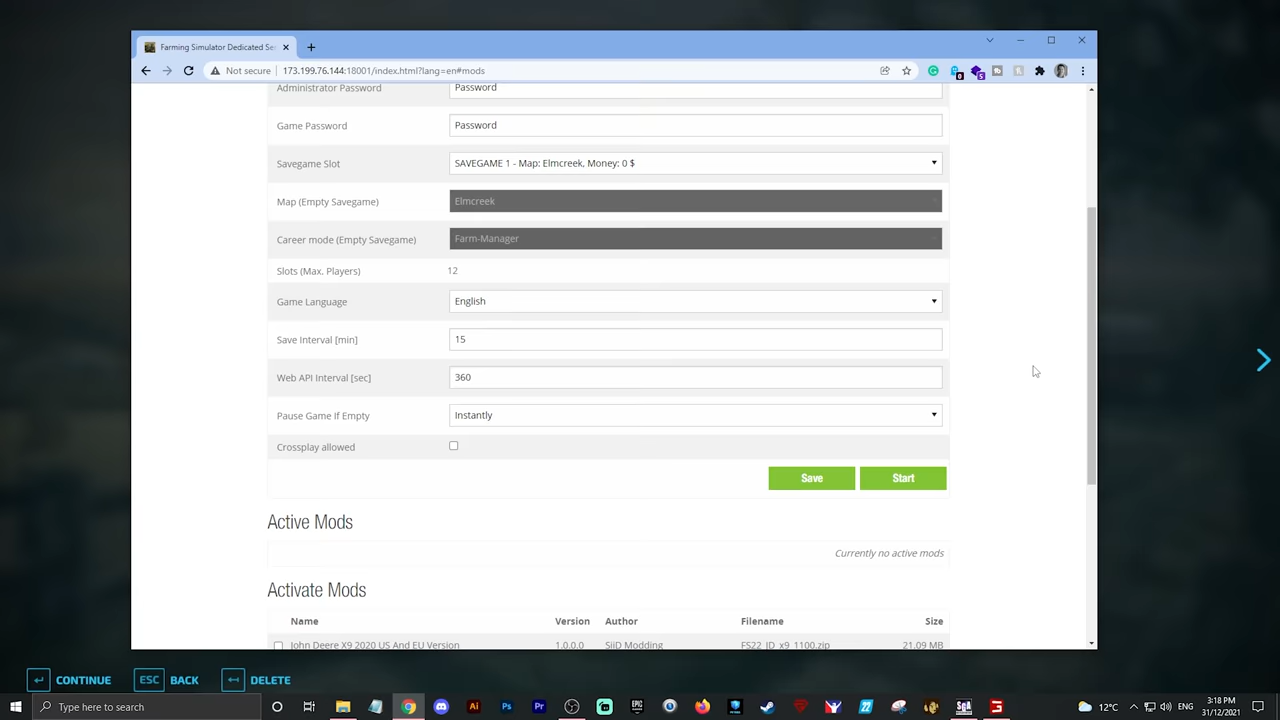 Farming Simulator Dedicated Se
Not secure
173.199.76.144:18001/index.html?lang=en#mods
Administrator Password
Password
Game Password
Password
Savegame Slot
SAVEGAME 1 - Map: Elmcreek, Money: 0 $
Map (Empty Savegame)
Elmcreek
Career mode (Empty Savegame)
Farm-Manager
Slots (Max. Players)
12
Game Language
English
Save Interval [min]
15
Web API Interval [sec]
360
Pause Game If Empty
Instantly
Crossplay allowed
Save
Start
Active Mods
Currently no active mods
Activate Mods
Name Version Author Filename Size
John Deere X9 2020 US And EU Version 1.0.0.0 SiiD Modding FS22_JD_x9_1100.zip 21.09 MB
CONTINUE
ESC BACK
DELETE
Type here to search
12°C
3:18 PM
31/12/2021